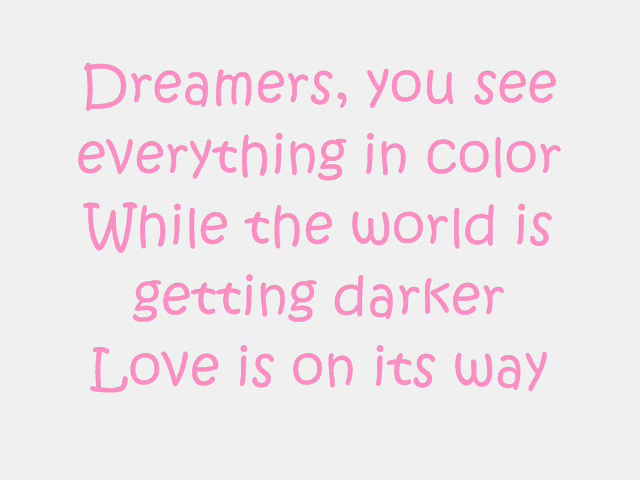 Dreamers, you see
everything in color
While the world is
getting darker
Love is on its way